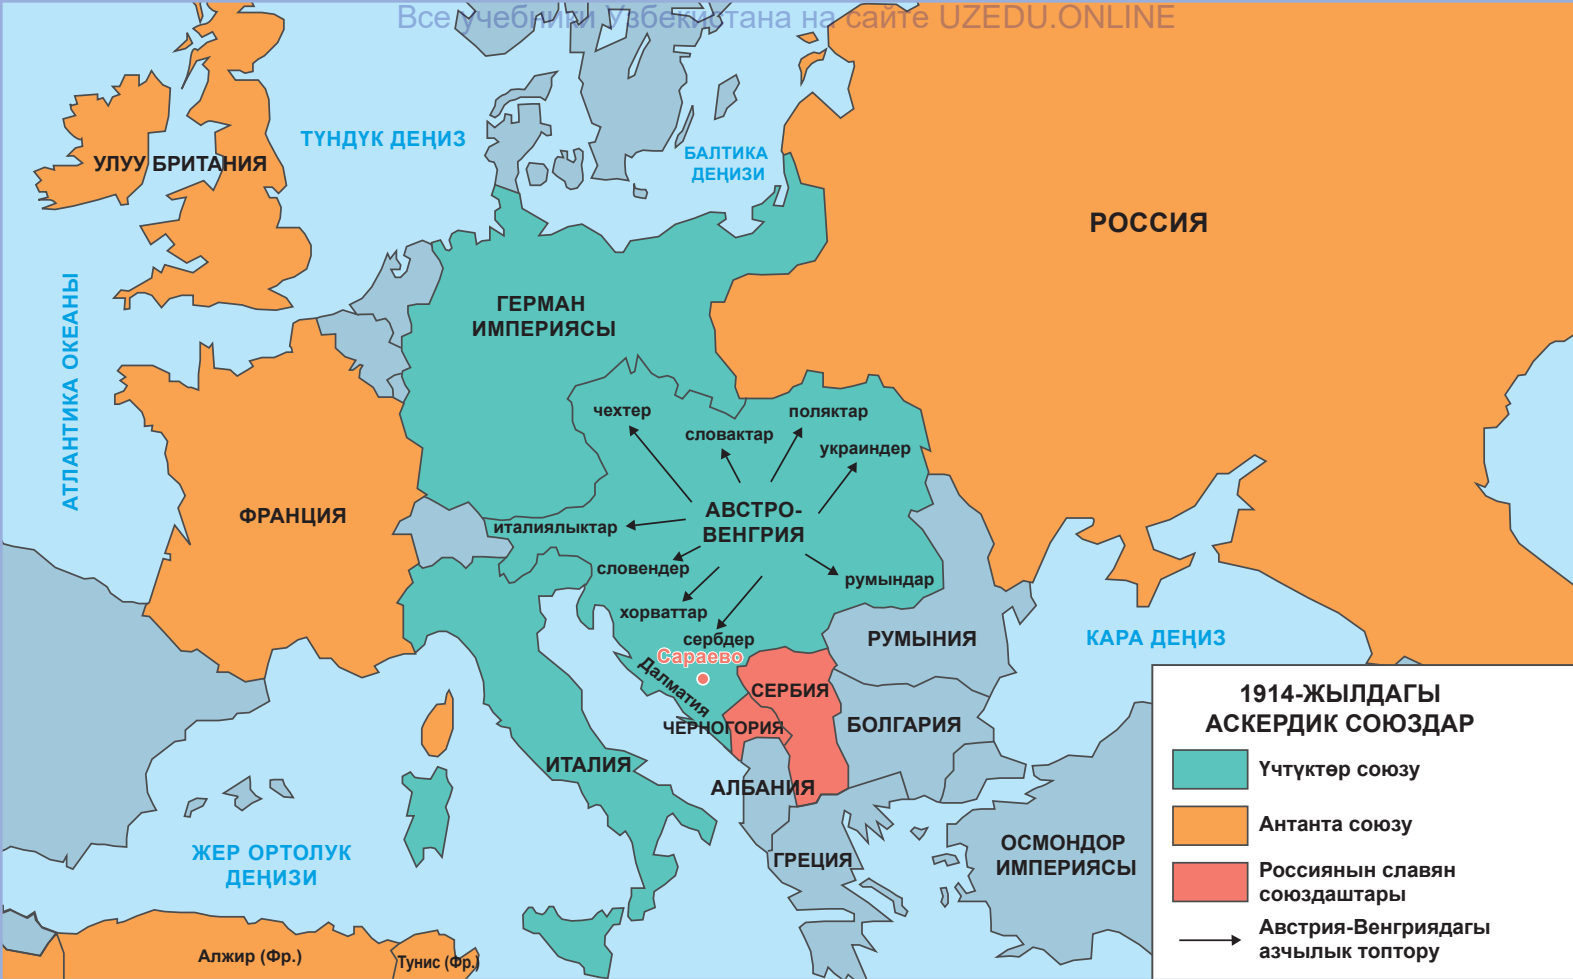 Все учебники Узбекистана на сайте UZEDU.ONLINE
ТҮНДҮК ДЕҢИЗ
БАЛТИКА
ДЕҢИЗИ
УЛУУ БРИТАНИЯ
РОССИЯ
АТЛАНТИКА ОКЕАНЫ
ГЕРМАН
ИМПЕРИЯСЫ
чехтер
поляктар
словактар
украиндер
ФРАНЦИЯ
АВСТРО-
ВЕНГРИЯ
италиялыктар
словендер
румындар
хорваттар
сербдер
Сараево
Далматия
РУМЫНИЯ
КАРА ДЕҢИЗ
СЕРБИЯ
ЧЕРНОГОРИЯ
БОЛГАРИЯ
ИТАЛИЯ
АЛБАНИЯ
ГРЕЦИЯ
ОСМОНДОР
ИМПЕРИЯСЫ
ЖЕР ОРТОЛУК
ДЕҢИЗИ
Алжир (Фр.)
Тунис (Фр.)
1914-ЖЫЛДАГЫ
АСКЕРДИК СОЮЗДАР
Үчтүктөр союзу
Антанта союзу
Россиянын славян
союздаштары
Австрия-Венгриядагы
азчылык топтору